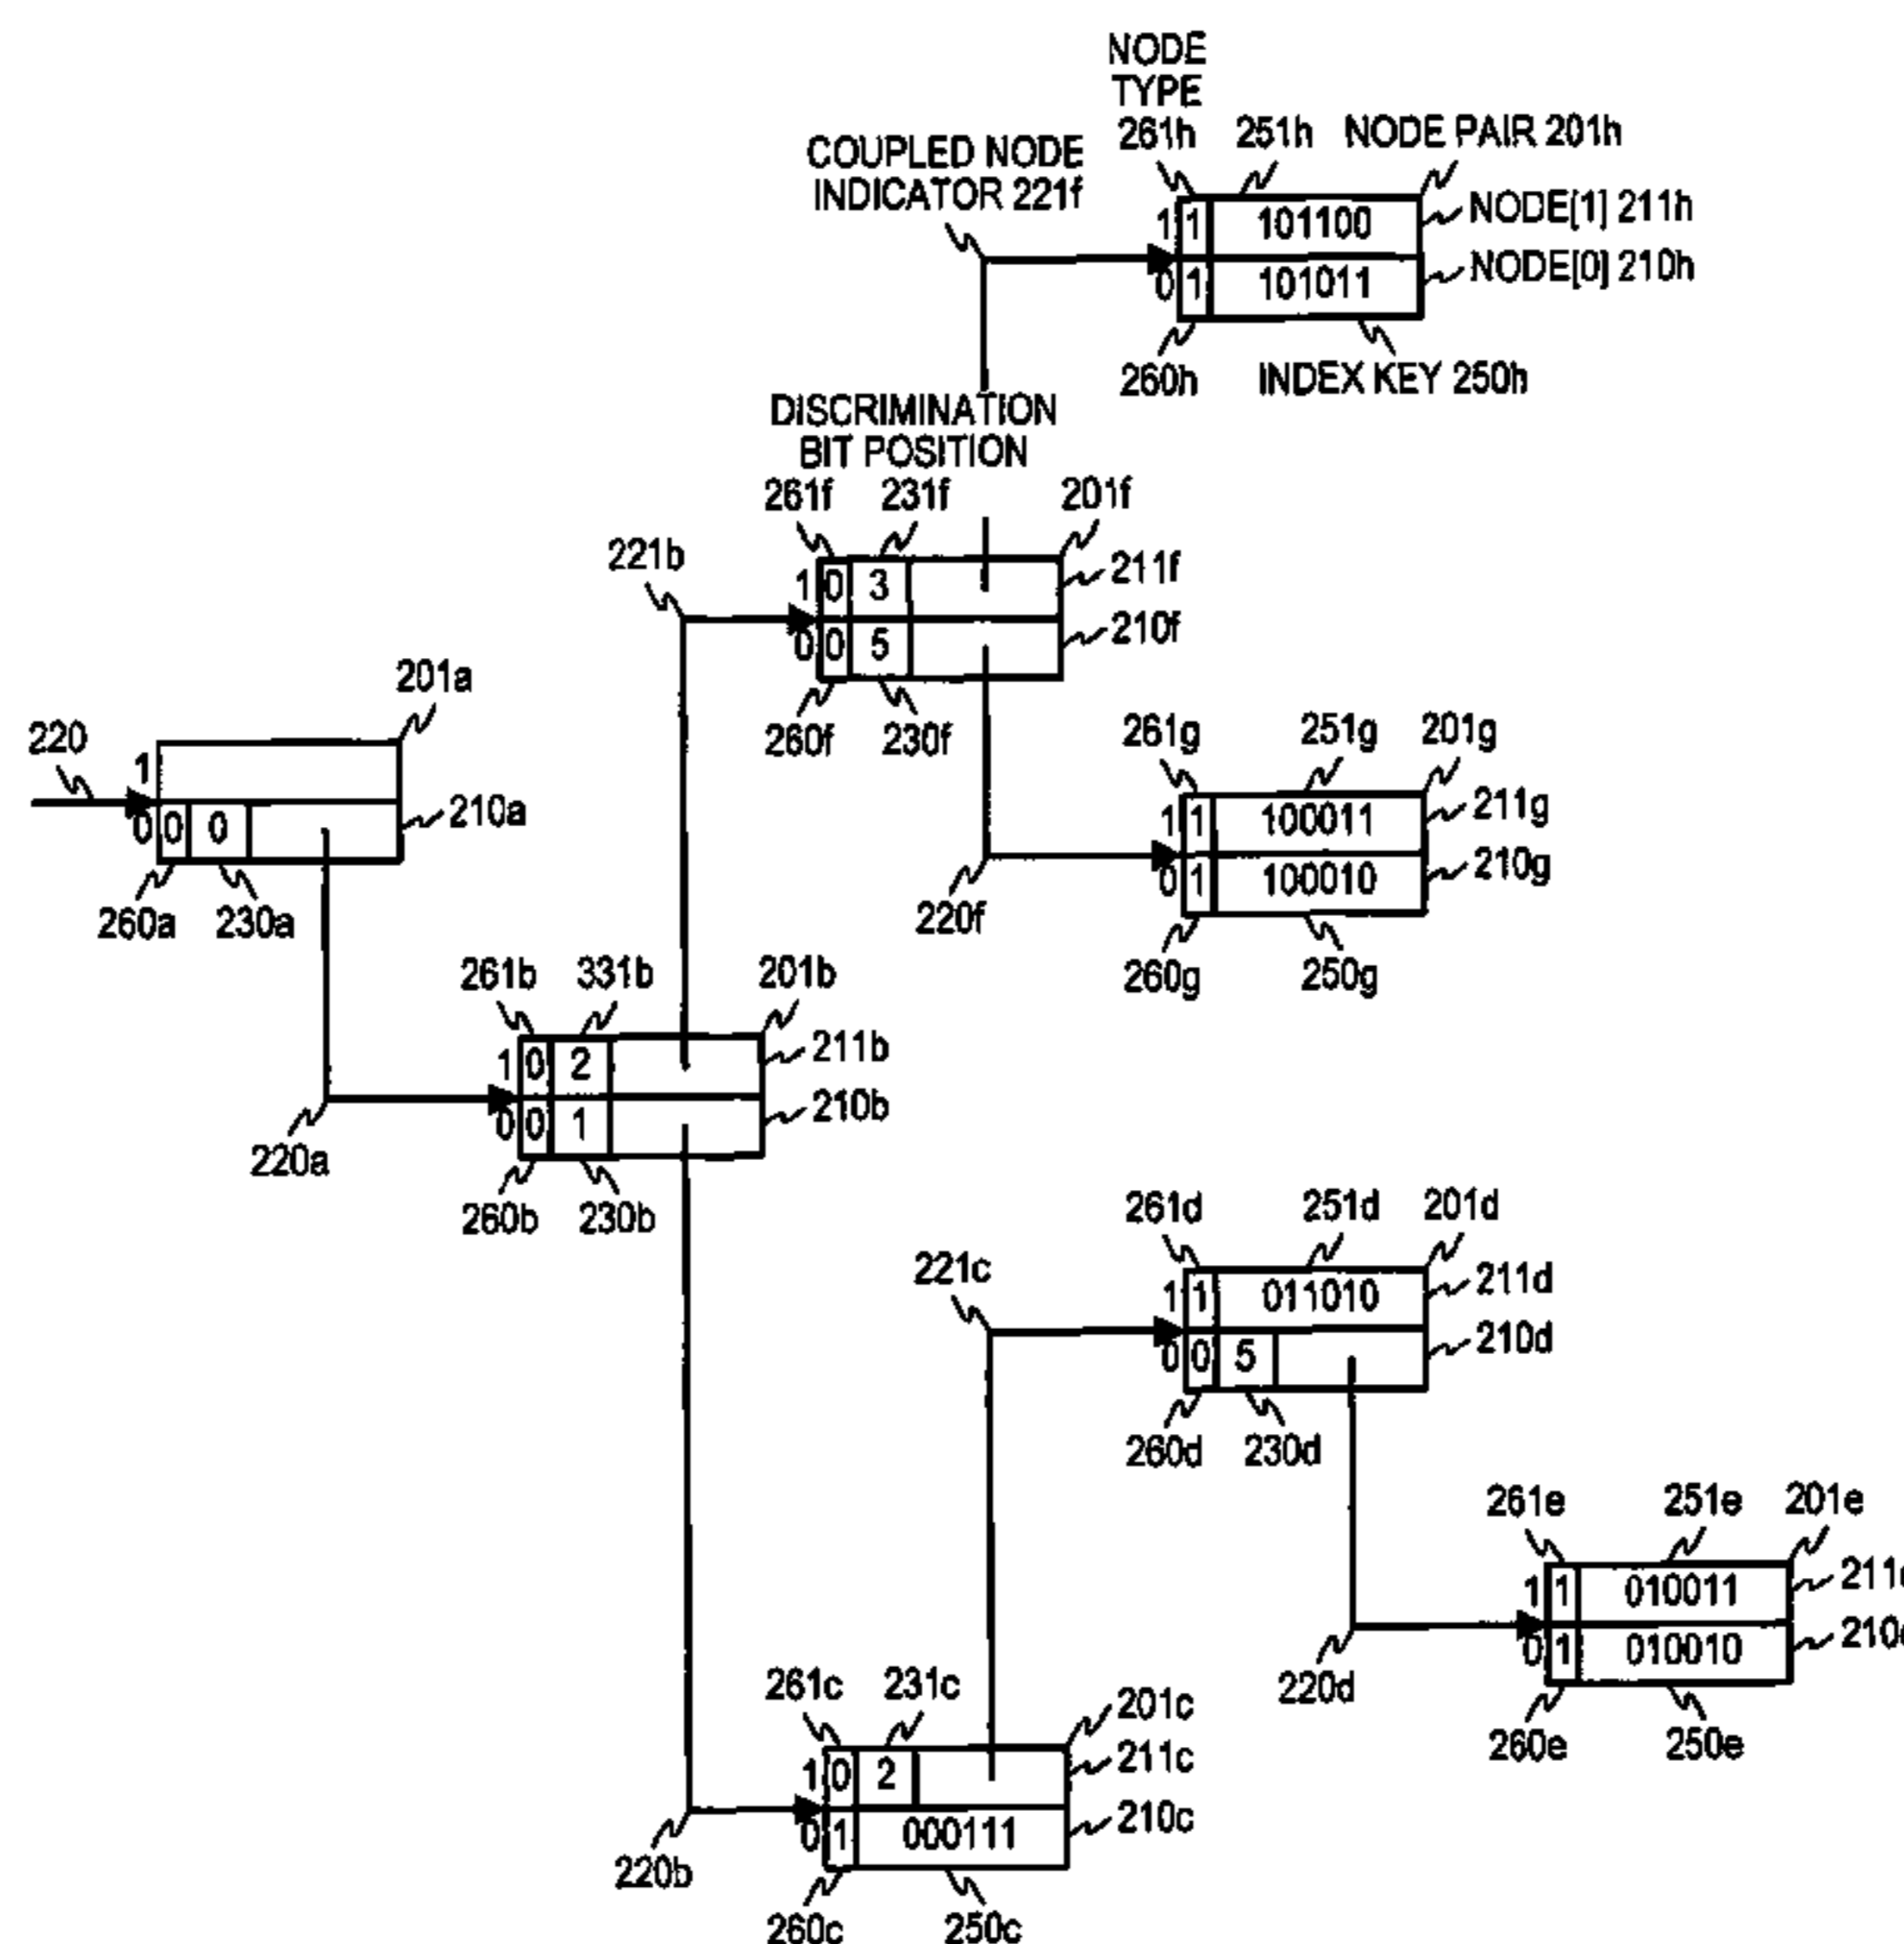 NODE
TYPE
261h 251h NODE PAIR 201h
COUPLED NODE
INDICATOR 221f
1 1 101100 NODE[1] 211h
0 1 101011 NODE[0] 210h
260h INDEX KEY 250h
DISCRIMINATION
BIT POSITION
261f 231f 201f
221b
1 0 3 211f
0 0 5 210f
260f 230f
201a
220
1
0 0 0 210a
260a 230a
261g 251g 201g
1 1 100011 211g
0 1 100010 210g
220f
260g 250g
261b 331b 201b
1 0 2 211b
0 0 1 210b
220a
260b 230b
261d 251d 201d
221c
1 1 011010 211d
0 0 5 210d
260d 230d
261e 251e 201e
1 1 010011 211e
0 1 010010 210e
220d
260e 250e
261c 231c 201c
1 0 2 211c
0 1 000111 210c
220b
260c 250c